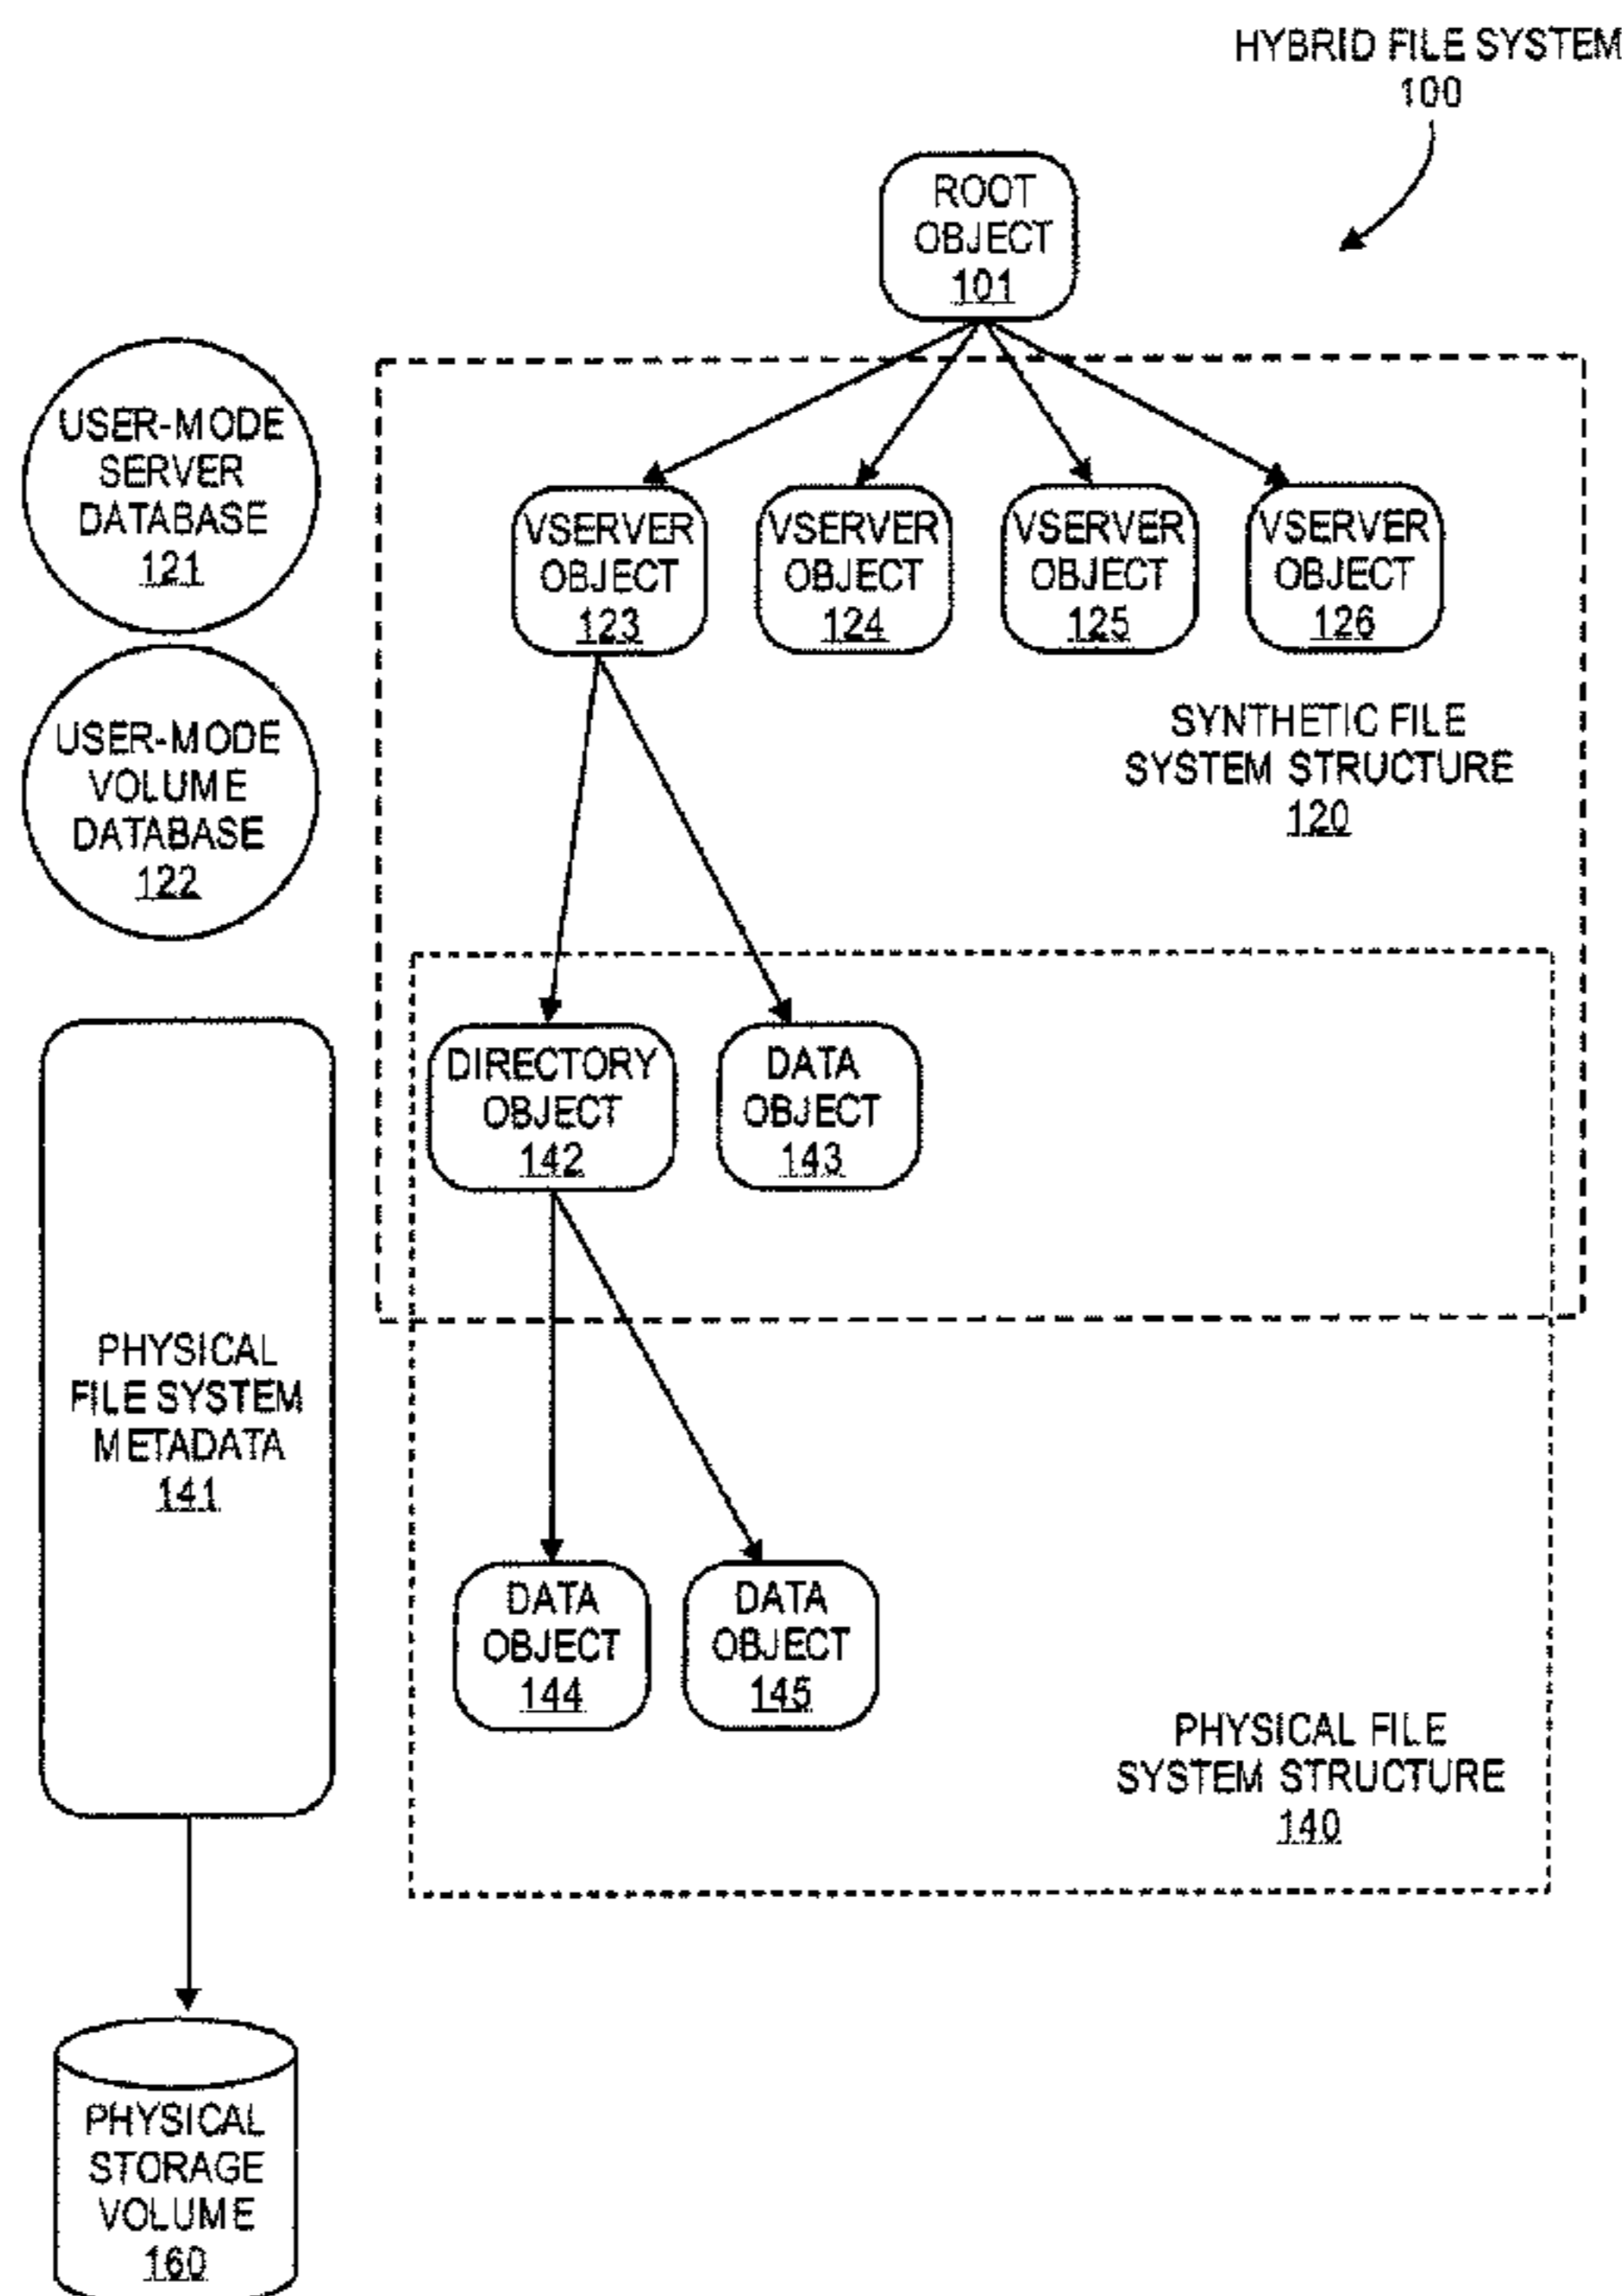 HYBRID FILE SYSTEM
100
ROOT
OBJECT
101
USER-MODE
SERVER
DATABASE
121
VSERVER
OBJECT
123
VSERVER
OBJECT
124
VSERVER
OBJECT
125
VSERVER
OBJECT
126
USER-MODE
VOLUME
DATABASE
122
SYNTHETIC FILE
SYSTEM STRUCTURE
120
DIRECTORY
OBJECT
142
DATA
OBJECT
143
PHYSICAL
FILE SYSTEM
METADATA
141
DATA
OBJECT
144
DATA
OBJECT
145
PHYSICAL FILE
SYSTEM STRUCTURE
140
PHYSICAL
STORAGE
VOLUME
160